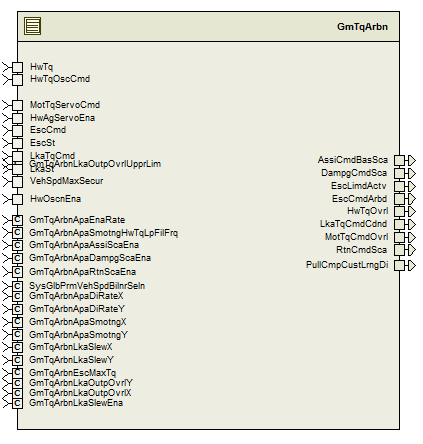 GmTqArbn
HwTq
HwTqOscCmd
MotTqServoCmd
HwAgServoEna
EscCmd
EscSt
LkaTqCmd
GmTqArbnLkaOutpOvrlUpprLim
LkaSt
VehSpdMaxSecur
HwOscnEna
C GmTqArbnApaEnaRate
C GmTqArbnApaSmotngHwTqLpFilFrq
C GmTqArbnApaAssiScaEna
C GmTqArbnApaDampgScaEna
C GmTqArbnApaRtnScaEna
C SysGlbPrmVehSpdBilnrSeln
C GmTqArbnApaDiRateX
C GmTqArbnApaDiRateY
C GmTqArbnApaSmotngX
C GmTqArbnApaSmotngY
C GmTqArbnLkaSlewX
C GmTqArbnLkaSlewY
C GmTqArbnEscMaxTq
C GmTqArbnLkaOutpOvrlY
C GmTqArbnLkaOutpOvrlX
C GmTqArbnLkaSlewEna
AssiCmdBasSca
DampgCmdSca
EscLimdActv
EscCmdArbd
HwTqOvrl
LkaTqCmdCdnd
MotTqCmdOvrl
RtnCmdSca
PullCmpCustLrngDi